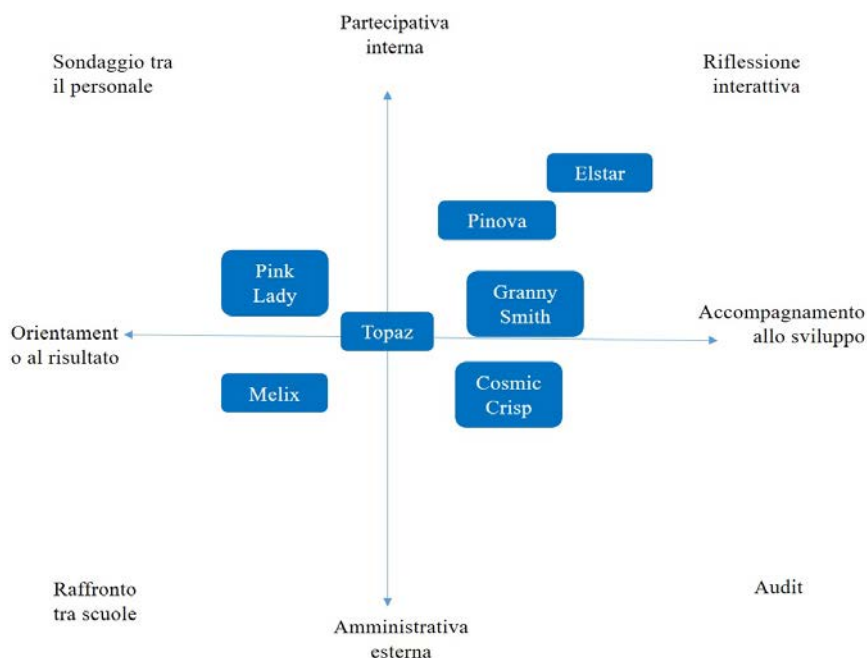 Partecipativa
interna
Sondaggio tra
il personale
Riflessione
interattiva
Elstar
Pinova
Pink
Lady
Granny
Smith
Topaz
Orientament
o al risultato
Accompagnamento
allo sviluppo
Melix
Cosmic
Crisp
Raffronto
tra scuole
Audit
Amministrativa
esterna